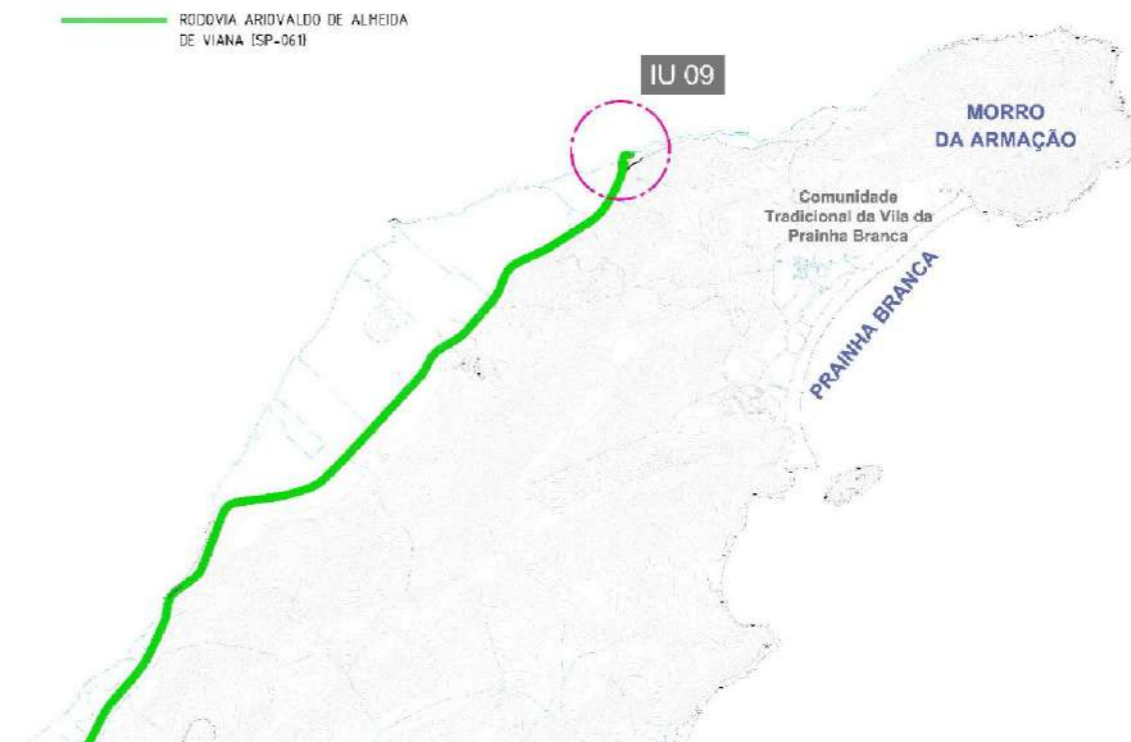 RODOVIA ARIOVALDO DE ALMEIDA
DE VIANA (SP-061)
IU 09
MORRO
DA ARMAÇÃO
Comunidade
Tradicional da Vila da
Prainha Branca
PRAINHA BRANCA